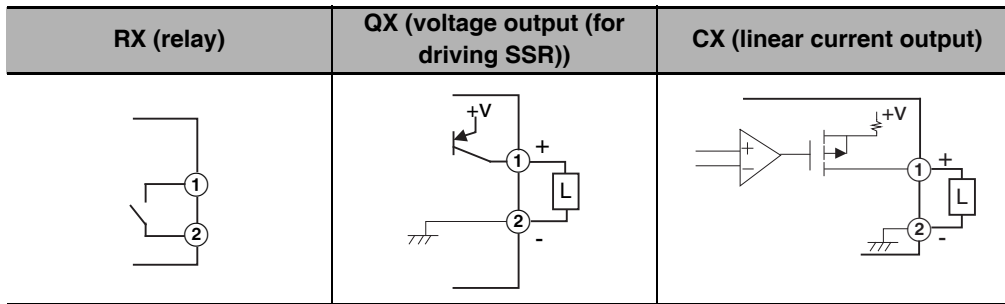 RX (relay)
QX (voltage output (for
driving SSR))
CX (linear current output)
1
2
+V
1
+
L
2
-
+V
+
-
1
+
L
2
-